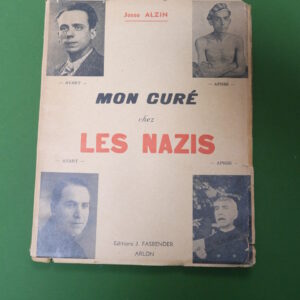 Josse ALZIN
— AVANT —
— APRÈS —
MON CURÉ
chez
LES NAZIS
— AVANT —
— APRÈS —
Éditions J. FASBENDER
ARLON